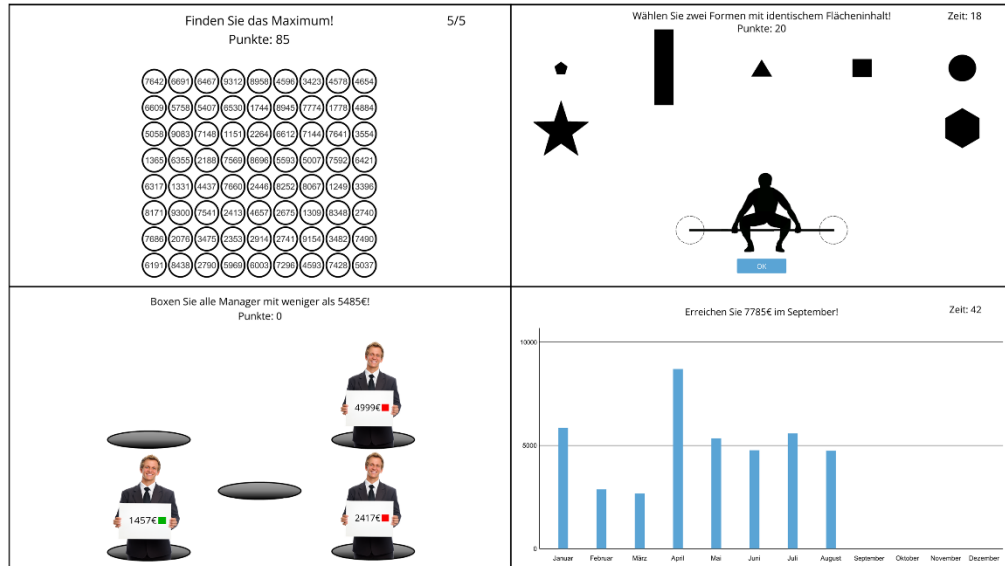 Finden Sie das Maximum!
5/5
Punkte: 85
7642 6691 6467 9312 8958 4596 3423 4578 4654
6609 5758 5407 6530 1744 8945 7774 1778 4884
5058 9083 7148 1151 2264 6612 7144 7641 3554
1365 6355 2188 7569 8696 5593 5007 7592 6421
6317 1331 4437 7660 2446 8252 8067 1249 3396
8171 9300 7541 2413 4657 2675 1309 8348 2740
7686 2076 3475 2353 2914 2741 9154 3482 7490
6191 8438 2790 5969 6003 7296 4593 7428 5037
Wählen Sie zwei Formen mit identischem Flächeninhalt!
Zeit: 18
Punkte: 20
OK
Boxen Sie alle Manager mit weniger als 5485€!
Punkte: 0
4999€
1457€
2417€
Erreichen Sie 7785€ im September!
Zeit: 42
10000
5000
0
Januar Februar März April Mai Juni Juli August September Oktober November Dezember